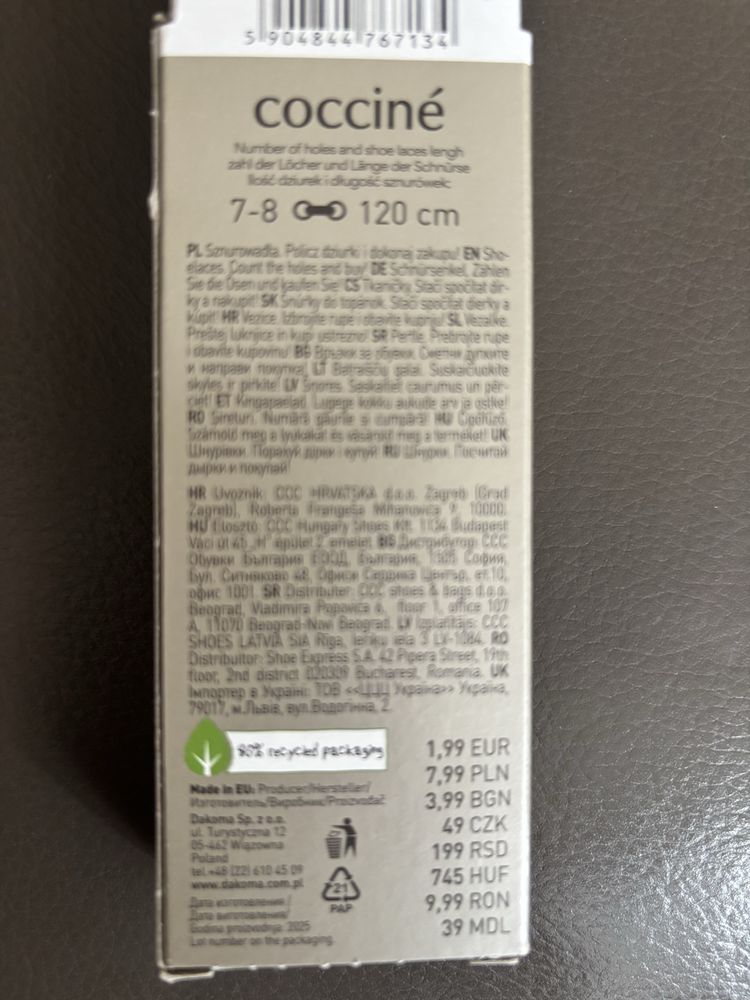 5 904844 767134
cocciné
Number of holes and shoe laces lengh
zahl der Löcher und Länge der Schnürse
Ilość dziurek i długość sznurówek:
7-8 120 cm
PL Sznurowadła. Policz dziurki i dokonaj zakupu! EN Sho-
elaces. Count the holes and buy! DE Schnürsenkel. Zählen
Sie die Ösen und kaufen Sie! CS Tkaničky. Stačí spočítat dír-
ky a nakupit! SK Šnúrky do topánok. Stačí spočítať dierky a
kúpiť! HR Vezice. Izbrojite rupe i obavite kupnju! SL Vezalke.
Preštej luknjice in kupi ustrezno! SR Pertle. Prebrojte rupe
i obavite kupovinu! BG Връзки за обувки. Сметни дупките
и направи покупка! LT Batraiščių galai. Suskaičiuokite
skyles ir pirkite! LV Šņores. Saskaitiet caurumus un pēr-
ciet! ET Kingapaelad. Lugege kokku aukude arv ja ostke!
RO Șireturi. Numără găurile și cumpără! HU Cipőfűző.
Számold meg a lyukakat és vásárold meg a terméket! UK
Шнурівки. Порахуй дірки і купуй! RU Шнурки. Посчитай
дырки и покупай!
HR Uvoznik: CCC HRVATSKA d.o.o. Zagreb (Grad
Zagreb), Roberta Frangeša Mihanovića 9, 10000.
HU Elosztó: CCC Hungary Shoes Kft. 1134 Budapest
Váci út 45. „H" épület 2. emelet. BG Дистрибутор: CCC
Обувки България ЕООД, България, 1505 София,
бул. Ситняково 48, Офиси Сердика Център, ет.10,
офис 1001. SR Distributer: CCC shoes & bags d.o.o.
Beograd, Vladimira Popovića 6, floor 1, office 107
A, 11070 Beograd-Novi Beograd. LV Izplatītājs: CCC
SHOES LATVIA SIA Rīga, Ieriķu iela 3 LV-1084. RO
Distribuitor: Shoe Express S.A. 42 Pipera Street, 19th
floor, 2nd district 020309 Bucharest, Romania. UK
Імпортер в Україні: ТОВ <<ЦЦЦ Україна>> Україна,
79017, м.Львів, вул.Водогінна, 2.
90% recycled packaging
Made in EU: Producer/Hersteller/
Изготовитель/Виробник/Proizvođač
Dakoma Sp. z o.o.
ul. Turystyczna 12
05-462 Wiązowna
Poland
tel.+48 (22) 610 45 09
www.dakoma.com.pl
Дата изготовления /
Дата виготовлення/
Godina proizvodnje: 2025
Lot number on the packaging.
21
PAP
1,99 EUR
7,99 PLN
3,99 BGN
49 CZK
199 RSD
745 HUF
9,99 RON
39 MDL